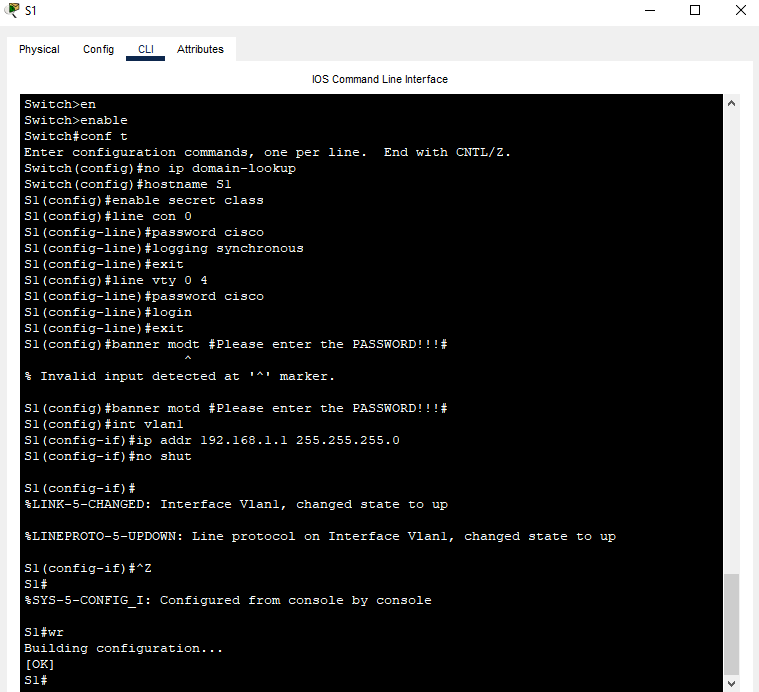 S1
Physical Config CLI Attributes
IOS Command Line Interface
Switch>en
Switch>enable
Switch#conf t
Enter configuration commands, one per line.  End with CNTL/Z.
Switch(config)#no ip domain-lookup
Switch(config)#hostname S1
S1(config)#enable secret class
S1(config)#line con 0
S1(config-line)#password cisco
S1(config-line)#logging synchronous
S1(config-line)#exit
S1(config)#line vty 0 4
S1(config-line)#password cisco
S1(config-line)#login
S1(config-line)#exit
S1(config)#banner modt #Please enter the PASSWORD!!!#
^
% Invalid input detected at '^' marker.
S1(config)#banner motd #Please enter the PASSWORD!!!#
S1(config)#int vlan1
S1(config-if)#ip addr 192.168.1.1 255.255.255.0
S1(config-if)#no shut
S1(config-if)#
%LINK-5-CHANGED: Interface Vlan1, changed state to up
%LINEPROTO-5-UPDOWN: Line protocol on Interface Vlan1, changed state to up
S1(config-if)#^Z
S1#
%SYS-5-CONFIG_I: Configured from console by console
S1#wr
Building configuration...
[OK]
S1#